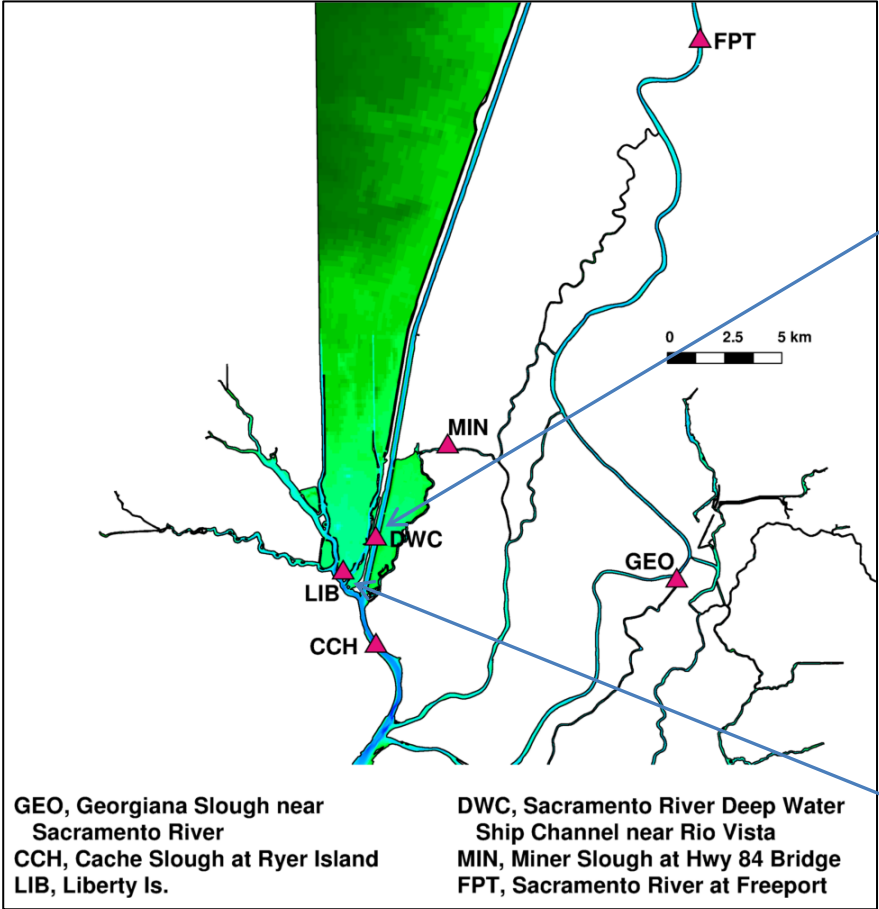 FPT
0 2.5 5 km
MIN
DWC
GEO
LIB
CCH
GEO, Georgiana Slough near
Sacramento River
CCH, Cache Slough at Ryer Island
LIB, Liberty Is.
DWC, Sacramento River Deep Water
Ship Channel near Rio Vista
MIN, Miner Slough at Hwy 84 Bridge
FPT, Sacramento River at Freeport